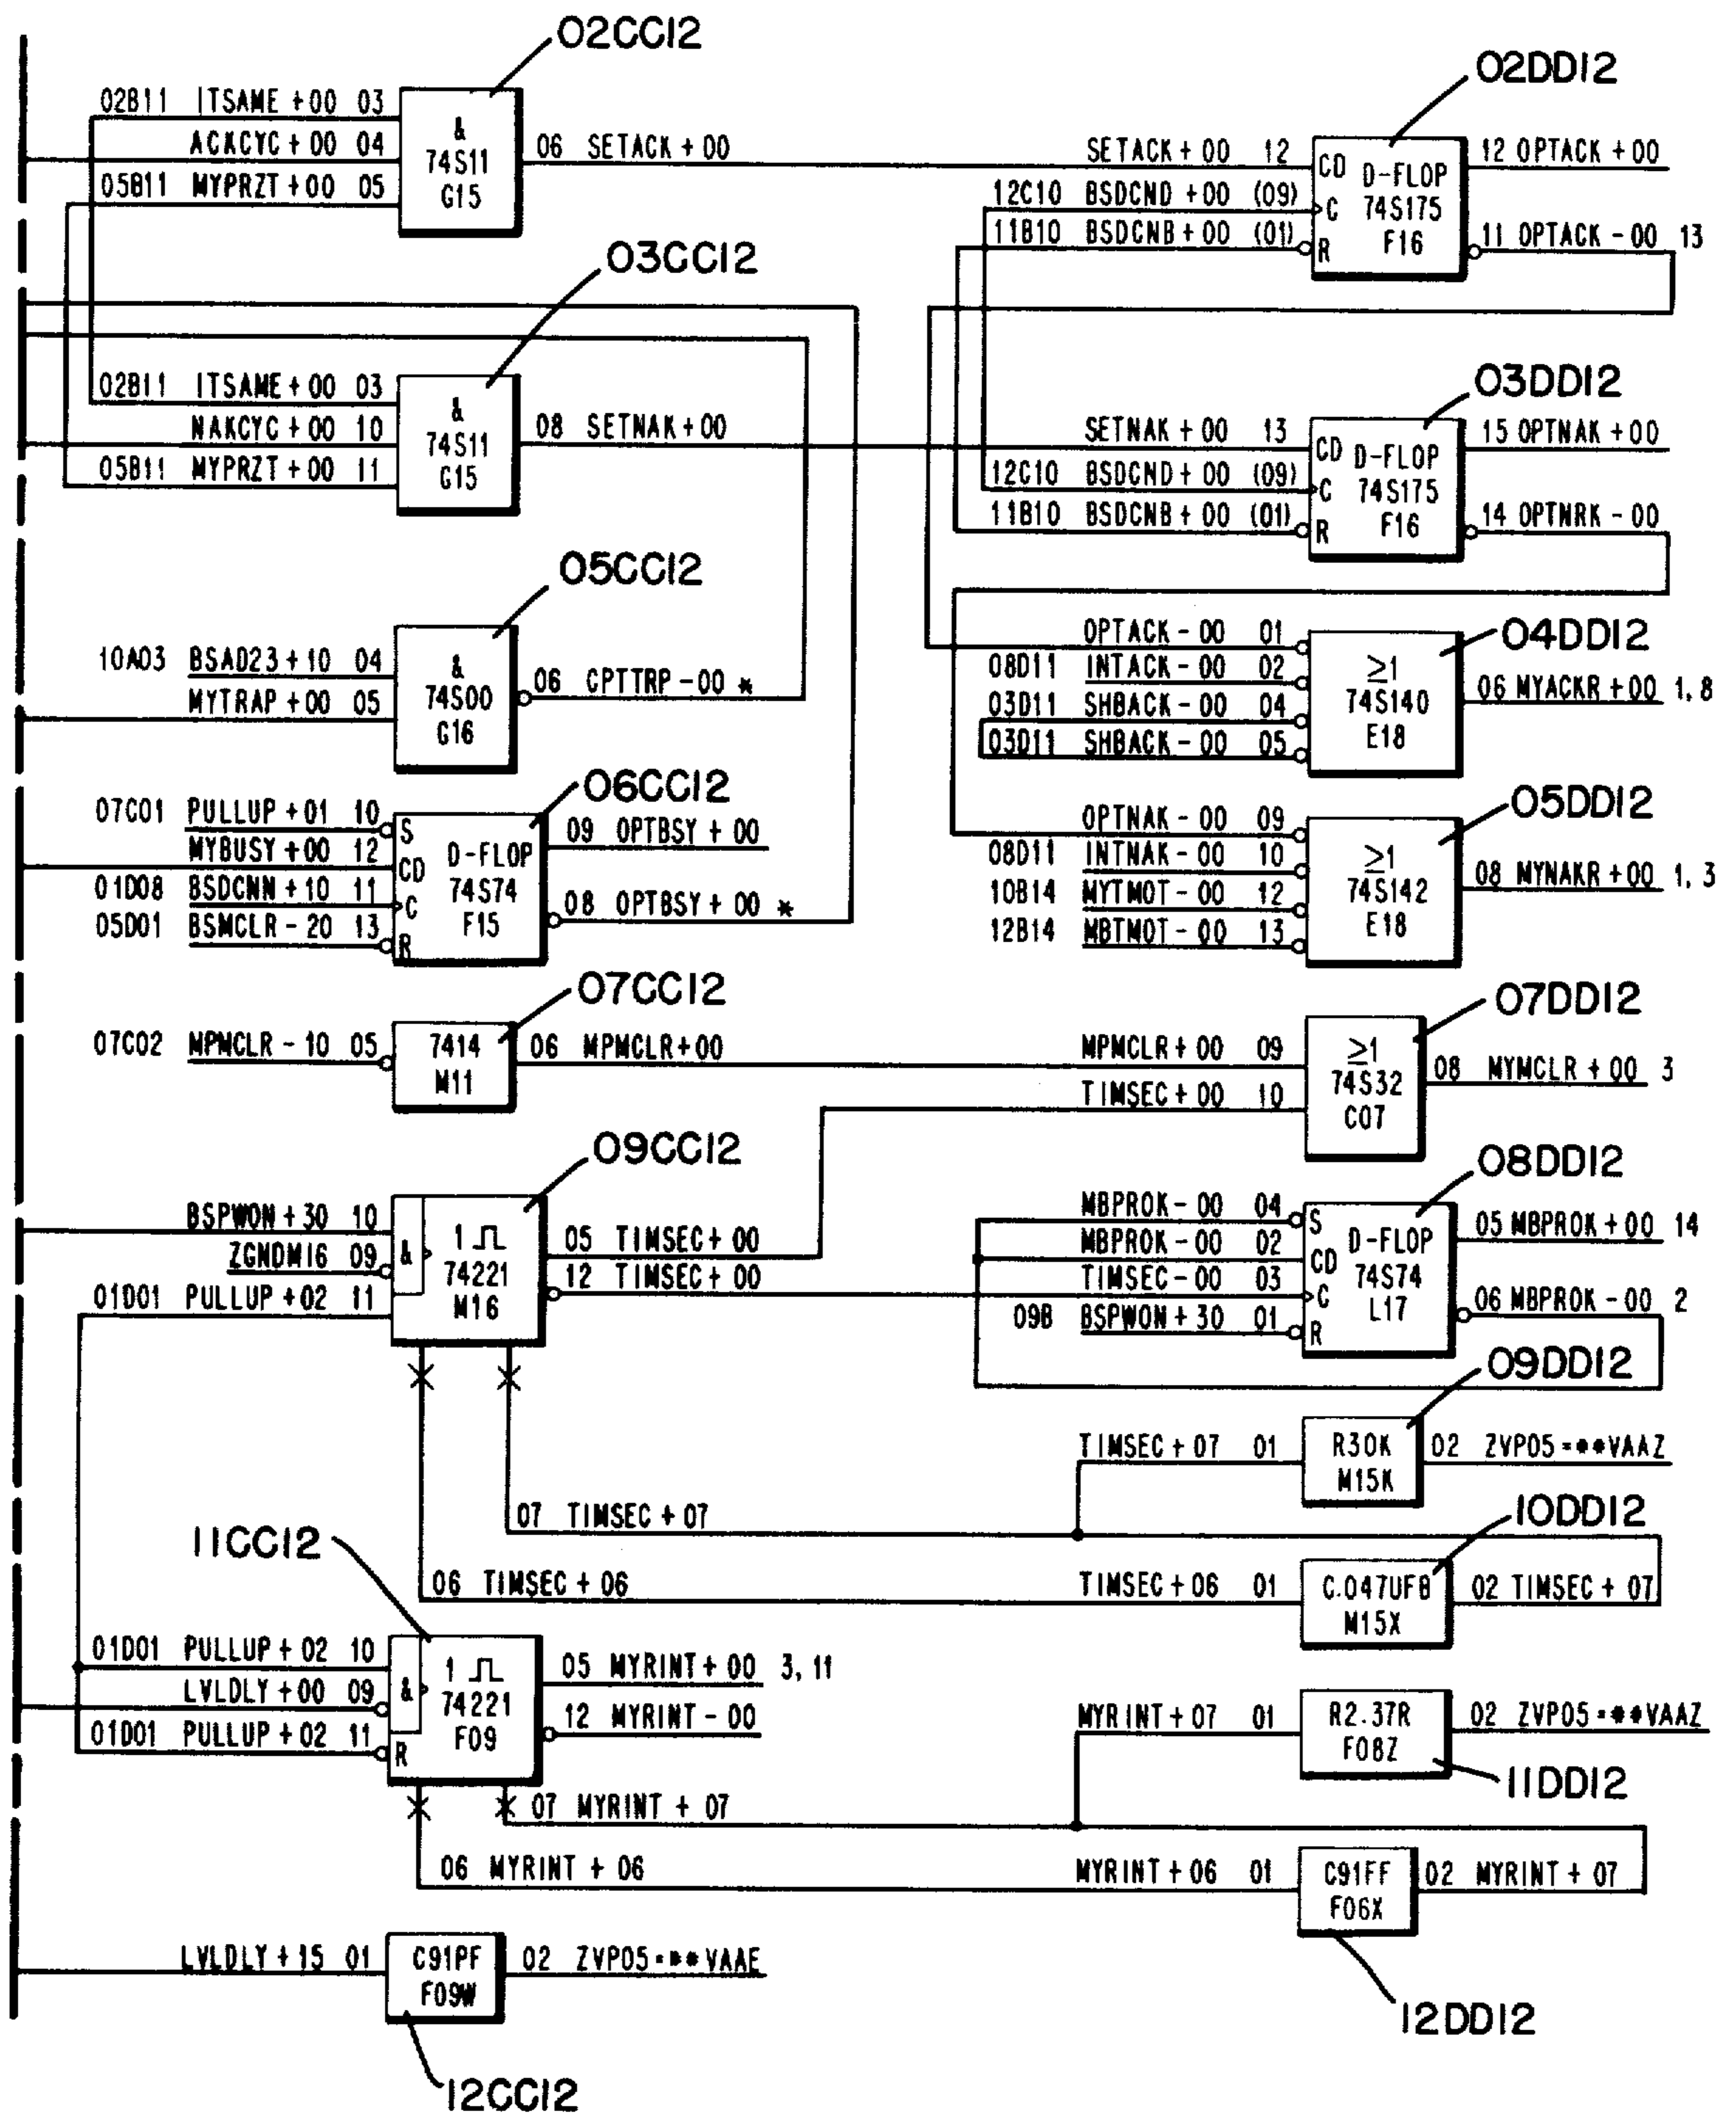 02CC12
02B11 ITSAME + 00 03
ACKCYC + 00 04
05B11 MYPRZT + 00 05
&
74S11
G15
06 SETACK + 00
02DD12
SETACK + 00 12
12C10 BSDCND + 00 (09)
11B10 BSDCNB + 00 (01)
CD
C
R
D-FLOP
74S175
F16
12 OPTACK + 00
11 OPTACK - 00 13
03CC12
02B11 ITSAME + 00 03
NAKCYC + 00 10
05B11 MYPRZT + 00 11
&
74S11
G15
08 SETNAK + 00
03DD12
SETNAK + 00 13
12C10 BSDCND + 00 (09)
11B10 BSDCNB + 00 (01)
CD
C
R
D-FLOP
74S175
F16
15 OPTNAK + 00
14 OPTNRK - 00
05CC12
10A03 BSAD23 + 10 04
MYTRAP + 00 05
&
74S00
G16
06 CPTTRP - 00 *
04DD12
OPTACK - 00 01
08D11 INTACK - 00 02
03D11 SHBACK - 00 04
03D11 SHBACK - 00 05
≥1
74S140
E18
06 MYACKR + 00 1, 8
06CC12
07C01 PULLUP + 01 10
MYBUSY + 00 12
01D08 BSDCNN + 10 11
05D01 BSMCLR - 20 13
S
CD
C
R
D-FLOP
74S74
F15
09 OPTBSY + 00
08 OPTBSY + 00 *
05DD12
OPTNAK - 00 09
08D11 INTNAK - 00 10
10B14 MYTMOT - 00 12
12B14 MBTMOT - 00 13
≥1
74S142
E18
08 MYNAKR + 00 1, 3
07CC12
07C02 MPMCLR - 10 05
7414
M11
06 MPMCLR + 00
07DD12
MPMCLR + 00 09
TIMSEC + 00 10
≥1
74S32
C07
08 MYMCLR + 00 3
09CC12
BSPWON + 30 10
ZGNDM16 09
01D01 PULLUP + 02 11
&
1
74221
M16
05 TIMSEC + 00
12 TIMSEC + 00
08DD12
MBPROK - 00 04
MBPROK - 00 02
TIMSEC - 00 03
09B BSPWON + 30 01
S
CD
C
R
D-FLOP
74S74
L17
05 MBPROK + 00 14
06 MBPROK - 00 2
09DD12
TIMSEC + 07 01
R30K
M15K
02 ZVP05=**VAAZ
07 TIMSEC + 07
10DD12
06 TIMSEC + 06
TIMSEC + 06 01
C.047UFB
M15X
02 TIMSEC + 07
11CC12
01D01 PULLUP + 02 10
LVLDLY + 00 09
01D01 PULLUP + 02 11
&
R
1
74221
F09
05 MYRINT + 00 3, 11
12 MYRINT - 00
MYRINT + 07 01
R2.37R
F08Z
02 ZVP05=**VAAZ
11DD12
07 MYRINT + 07
06 MYRINT + 06
MYRINT + 06 01
C91FF
F06X
02 MYRINT + 07
12DD12
LVLDLY + 15 01
C91PF
F09W
02 ZVP05=**VAAE
12CC12